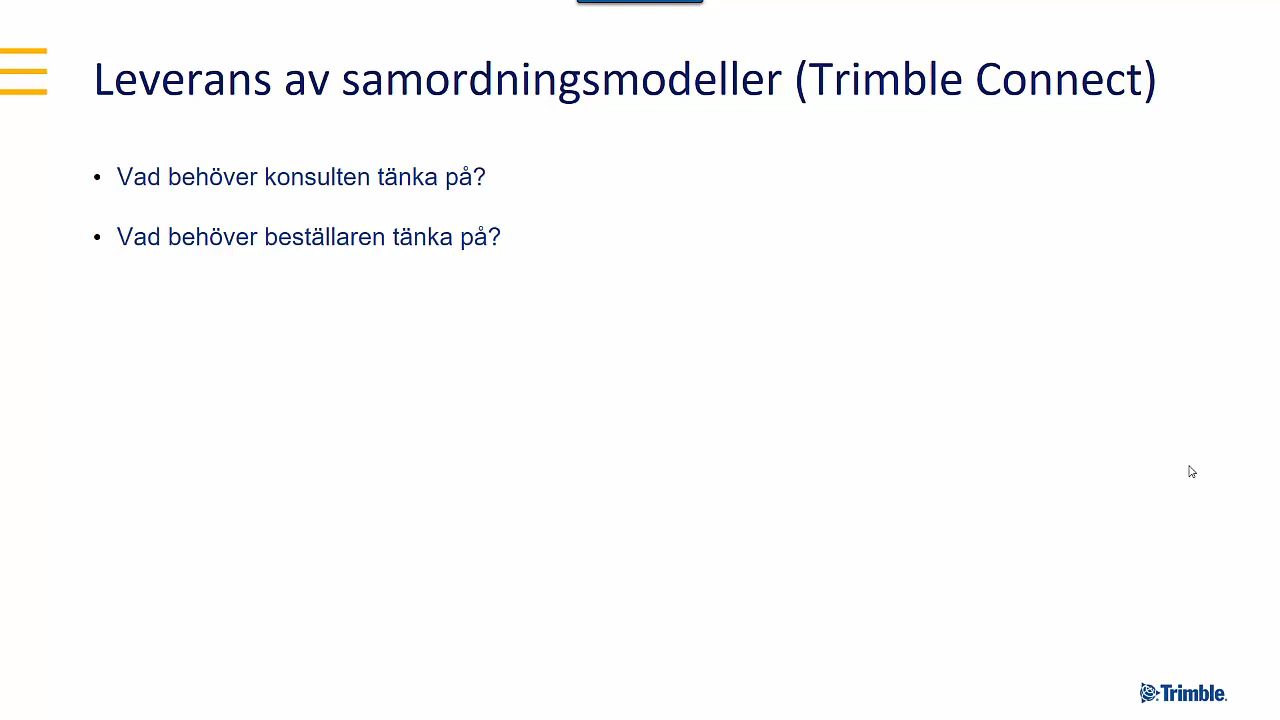 Leverans av samordningsmodeller (Trimble Connect)
• Vad behöver konsulten tänka på?
• Vad behöver beställaren tänka på?
Trimble.